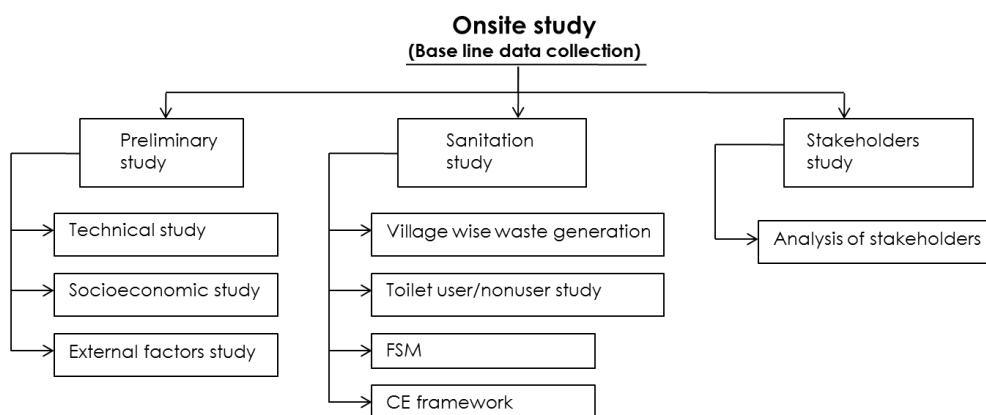 Onsite study
(Base line data collection)
Preliminary
study
Technical study
Socioeconomic study
External factors study
Sanitation
study
Village wise waste generation
Toilet user/nonuser study
FSM
CE framework
Stakeholders
study
Analysis of stakeholders